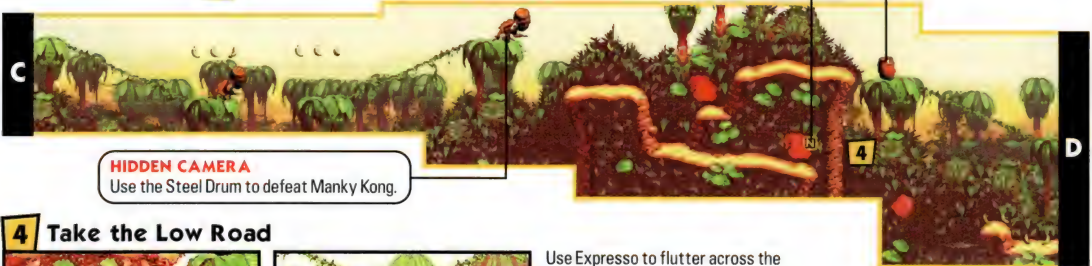 C
N
4
D
HIDDEN CAMERA
Use the Steel Drum to defeat Manky Kong.
4 Take the Low Road
Use Expresso to flutter across the